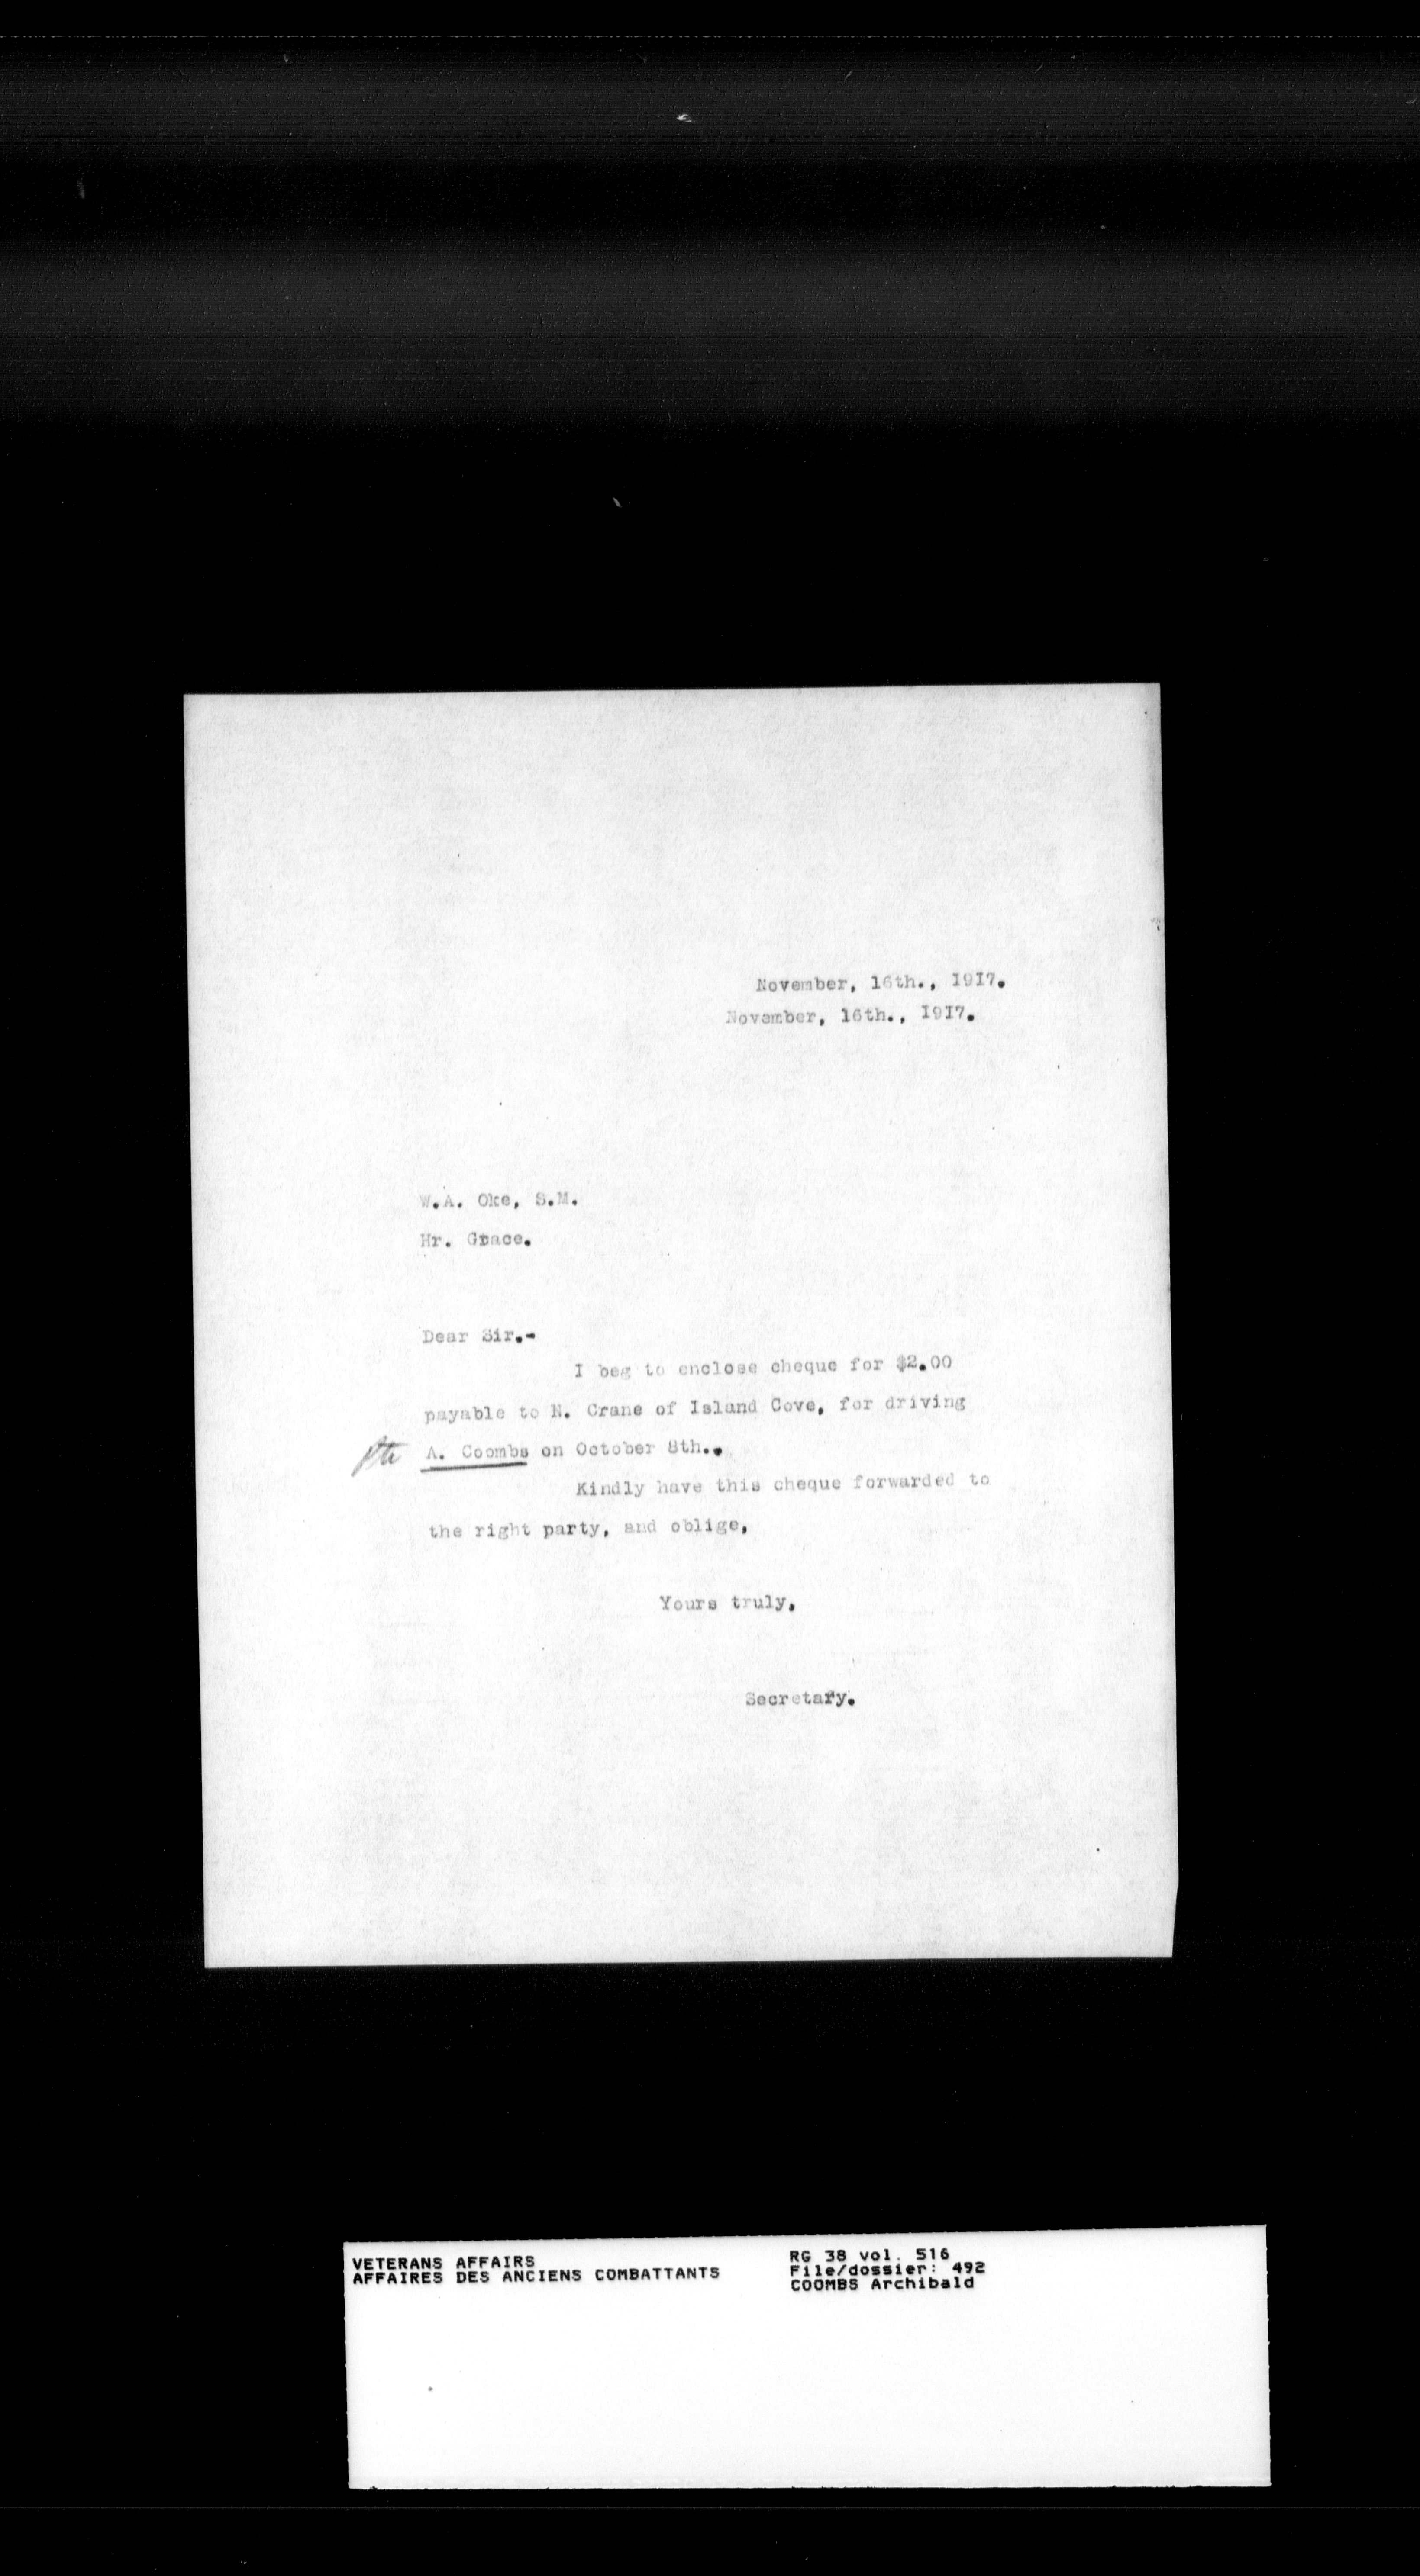 November, 16th., 19I7.
November, 16th., 19I7.
W.A. Oke, S.M.
Hr. Grace.
Dear Sir.-
I beg to enclose cheque for $2.00
payable to N. Crane of Island Cove, for driving
Pte A. Coombs on October 8th..
Kindly have this cheque forwarded to
the right party, and oblige,
Yours truly,
Secretary.
VETERANS AFFAIRS
AFFAIRES DES ANCIENS COMBATTANTS
RG 38 vol. 516
File/dossier: 492
COOMBS Archibald